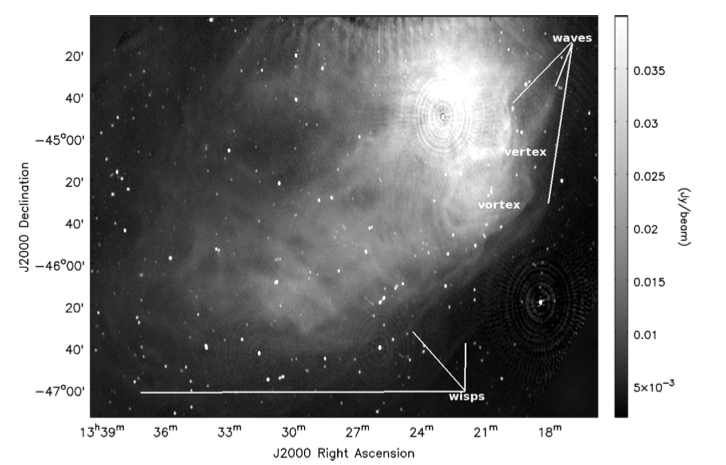 waves
20'
0.035
40'
0.03
−45°00'
vertex
0.025
20'
vortex
J2000 Declination
40'
0.02
(Jy/beam)
−46°00'
0.015
20'
0.01
40'
5×10⁻³
−47°00'
wisps
13ʰ39ᵐ 36ᵐ 33ᵐ 30ᵐ 27ᵐ 24ᵐ 21ᵐ 18ᵐ
J2000 Right Ascension